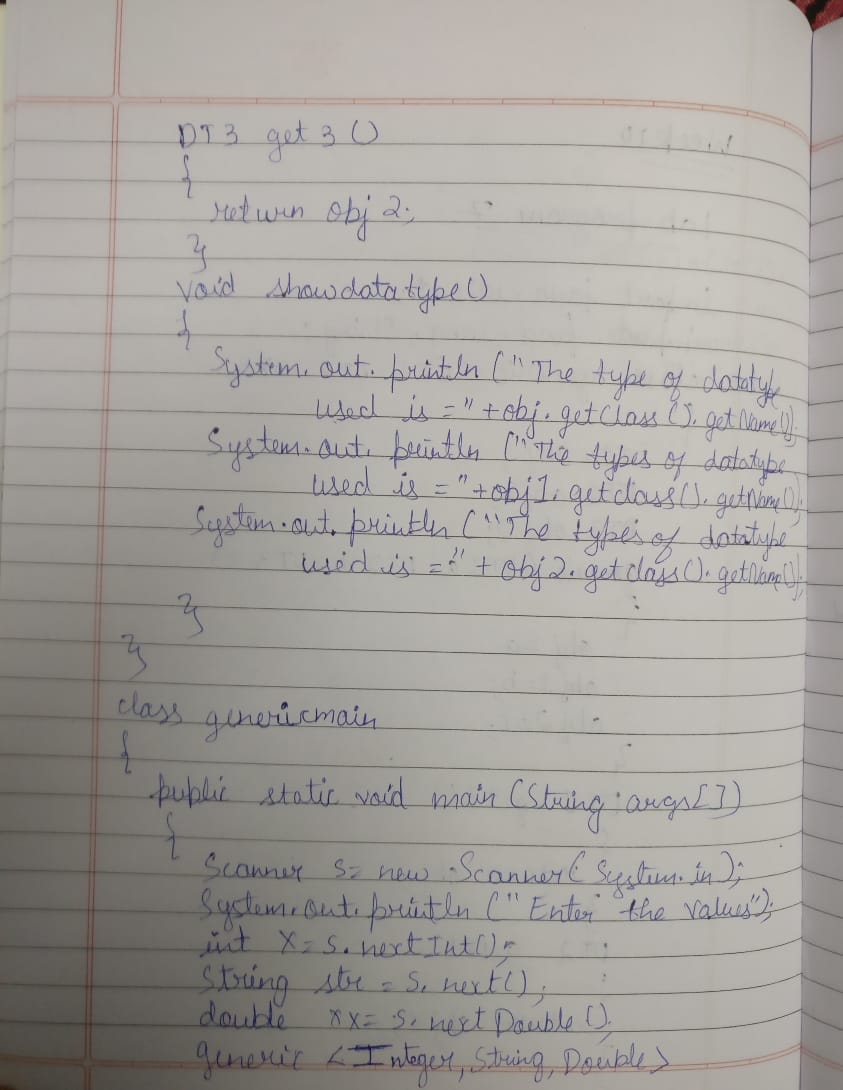 DT3 get3()
{
return obj2;
}
void showdatatype()
{
System.out.println("The type of datatype
used is ="+obj.getClass().getName());
System.out.println("The types of datatype
used is ="+obj1.getclass().getName());
System.out.println("The types of datatype
used is =" + obj2.getclass().getName());
}
}
class genericmain
{
public static void main (String args[])
{
Scanner s= new Scanner(System.in);
System.out.println("Enter the values");
int x=s.nextInt();
String str = s.next();
double xx= s.nextDouble();
generic <Integer, String, Double>